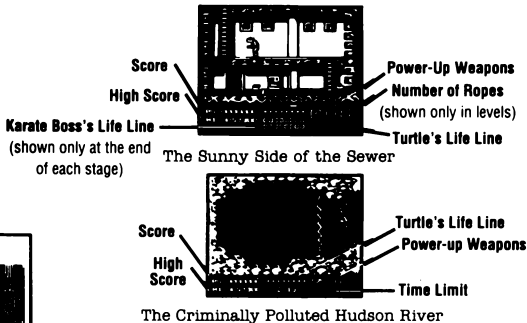 Score
High Score
Karate Boss's Life Line
(shown only at the end
of each stage)
Power-Up Weapons
Number of Ropes
(shown only in levels)
Turtle's Life Line
The Sunny Side of the Sewer
Score
High
Score
Turtle's Life Line
Power-up Weapons
Time Limit
The Criminally Polluted Hudson River